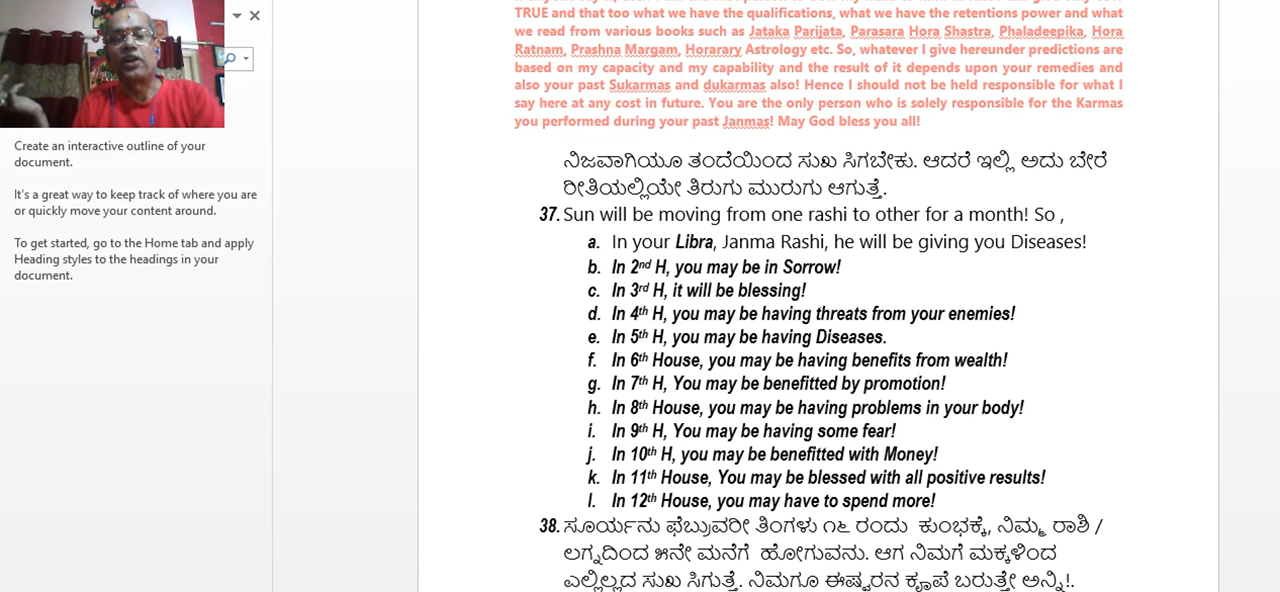 TRUE and that too what we have the qualifications, what we have the retentions power and what
we read from various books such as Jataka Parijata, Parasara Hora Shastra, Phaladeepika, Hora
Ratnam, Prashna Margam, Horarary Astrology etc. So, whatever I give hereunder predictions are
based on my capacity and my capability and the result of it depends upon your remedies and
also your past Sukarmas and dukarmas also! Hence I should not be held responsible for what I
say here at any cost in future. You are the only person who is solely responsible for the Karmas
you performed during your past Janmas! May God bless you all!
Create an interactive outline of your
document.
It's a great way to keep track of where you are
or quickly move your content around.
To get started, go to the Home tab and apply
Heading styles to the headings in your
document.
ನಿಜವಾಗಿಯೂ ತಂದೆಯಿಂದ ಸುಖ ಸಿಗಬೇಕು. ಆದರೆ ಇಲ್ಲಿ ಅದು ಬೇರೆ
ರೀತಿಯಲ್ಲಿಯೇ ತಿರುಗು ಮುರುಗು ಆಗುತ್ತೆ.
37. Sun will be moving from one rashi to other for a month! So ,
a. In your Libra, Janma Rashi, he will be giving you Diseases!
b. In 2nd H, you may be in Sorrow!
c. In 3rd H, it will be blessing!
d. In 4th H, you may be having threats from your enemies!
e. In 5th H, you may be having Diseases.
f. In 6th House, you may be having benefits from wealth!
g. In 7th H, You may be benefitted by promotion!
h. In 8th House, you may be having problems in your body!
i. In 9th H, You may be having some fear!
j. In 10th H, you may be benefitted with Money!
k. In 11th House, You may be blessed with all positive results!
l. In 12th House, you may have to spend more!
38. ಸೂರ್ಯನು ಫೆಬ್ರುವರೀ ತಿಂಗಳು ೧೬ ರಂದು ಕುಂಭಕ್ಕೆ, ನಿಮ್ಮ ರಾಶಿ /
ಲಗ್ನದಿಂದ ೫ನೇ ಮನೆಗೆ ಹೋಗುವನು. ಆಗ ನಿಮಗೆ ಮಕ್ಕಳಿಂದ
ಎಲ್ಲಿಲ್ಲದ ಸುಖ ಸಿಗುತ್ತೆ. ನಿಮಗೂ ಈಷ್ವರನ ಕೃಪೆ ಬರುತ್ತೇ ಅನ್ನಿ!.